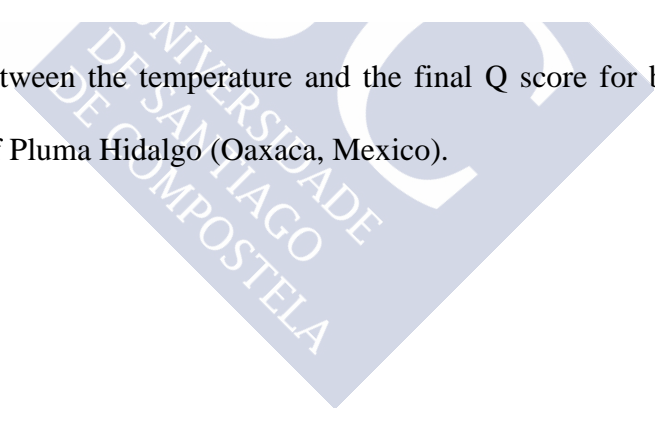 tween the temperature and the final Q score for b
Pluma Hidalgo (Oaxaca, Mexico).
UNIVERSIDADE
DE SANTIAGO
DE COMPOSTELA